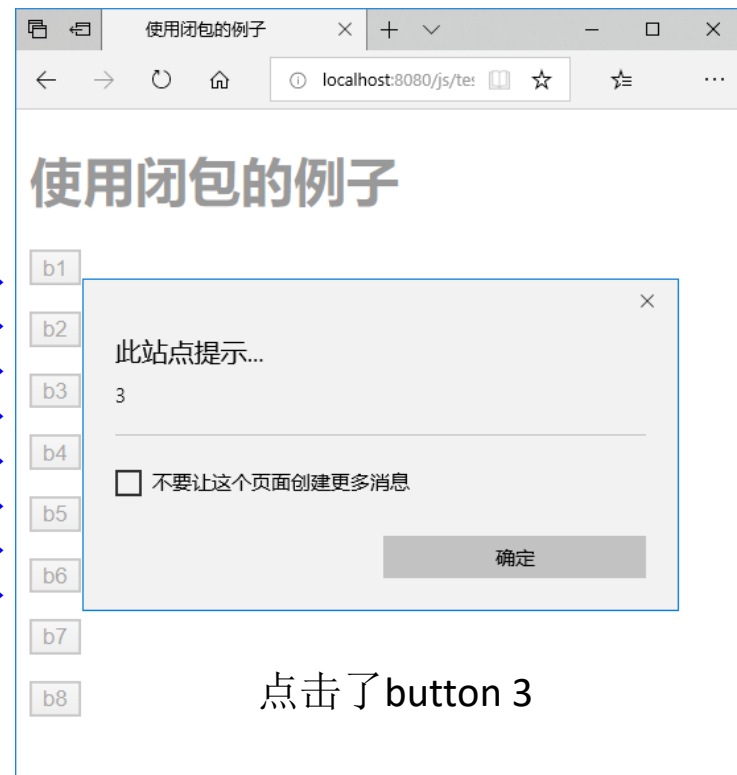 使用闭包的例子
localhost:8080/js/tes
使用闭包的例子
b1
b2
此站点提示...
b3
3
b4
不要让这个页面创建更多消息
b5
确定
b6
b7
点击了button 3
b8